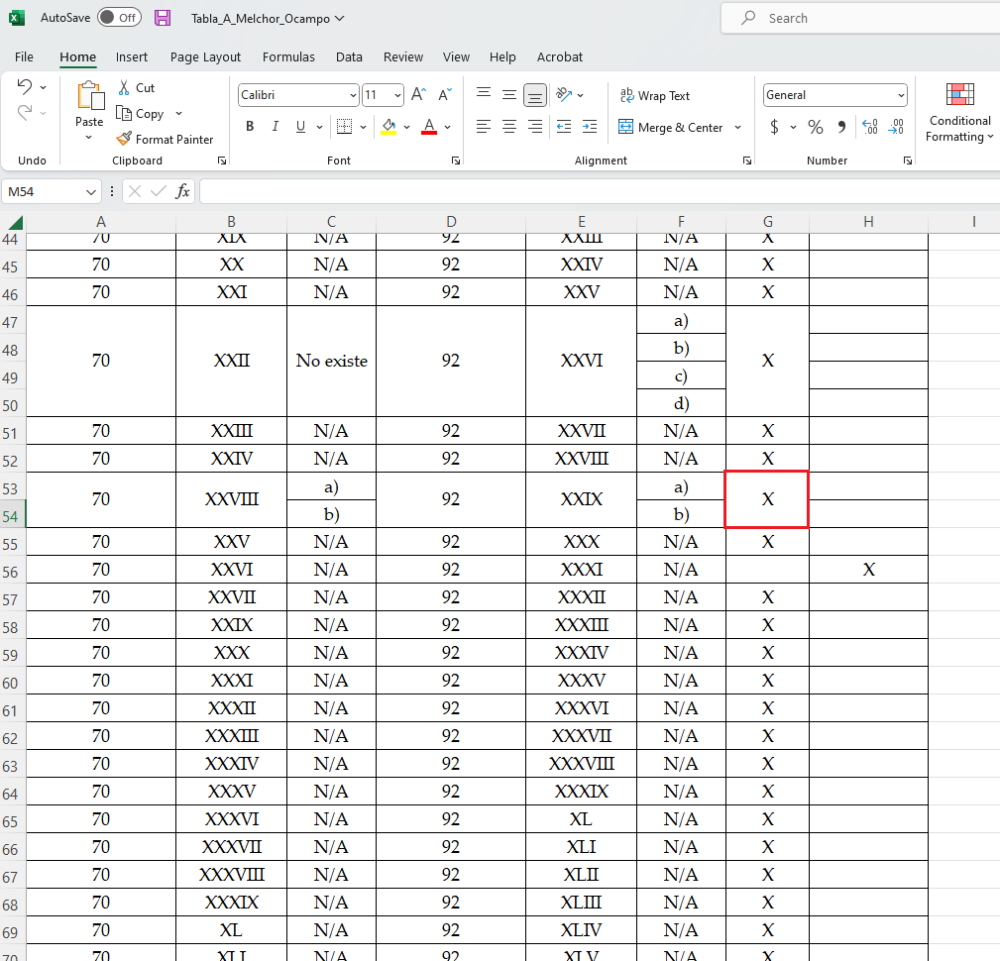 AutoSave Off Tabla_A_Melchor_Ocampo Search
File Home Insert Page Layout Formulas Data Review View Help Acrobat
Cut
Copy
Format Painter
Paste
Calibri 11 A A
B I U A
ab Wrap Text
Merge & Center
General
$ % 9 .00 .00
Conditional
Formatting
Undo Clipboard Font Alignment Number
M54 fx
A B C D E F G H I
44 70 XIX N/A 92 XXIII N/A X
45 70 XX N/A 92 XXIV N/A X
46 70 XXI N/A 92 XXV N/A X
47 a)
48 70 XXII No existe 92 XXVI b) X
49 c)
50 d)
51 70 XXIII N/A 92 XXVII N/A X
52 70 XXIV N/A 92 XXVIII N/A X
53 70 XXVIII a) 92 XXIX a) X
54 b) b)
55 70 XXV N/A 92 XXX N/A X
56 70 XXVI N/A 92 XXXI N/A X
57 70 XXVII N/A 92 XXXII N/A X
58 70 XXIX N/A 92 XXXIII N/A X
59 70 XXX N/A 92 XXXIV N/A X
60 70 XXXI N/A 92 XXXV N/A X
61 70 XXXII N/A 92 XXXVI N/A X
62 70 XXXIII N/A 92 XXXVII N/A X
63 70 XXXIV N/A 92 XXXVIII N/A X
64 70 XXXV N/A 92 XXXIX N/A X
65 70 XXXVI N/A 92 XL N/A X
66 70 XXXVII N/A 92 XLI N/A X
67 70 XXXVIII N/A 92 XLII N/A X
68 70 XXXIX N/A 92 XLIII N/A X
69 70 XL N/A 92 XLIV N/A X
70 70 XLI N/A 92 XLV N/A X